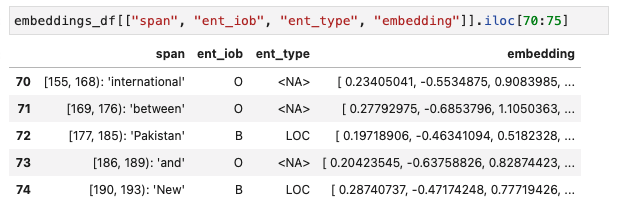 embeddings_df[["span", "ent_iob", "ent_type", "embedding"]].iloc[70:75]
span ent_iob ent_type embedding
70 [155, 168): 'international' O <NA> [ 0.23405041, -0.5534875, 0.9083985, ...
71 [169, 176): 'between' O <NA> [ 0.27792975, -0.6853796, 1.1050363, ...
72 [177, 185): 'Pakistan' B LOC [ 0.19718906, -0.46341094, 0.5182328, ...
73 [186, 189): 'and' O <NA> [ 0.20423545, -0.63758826, 0.82874423, ...
74 [190, 193): 'New' B LOC [ 0.28740737, -0.47174248, 0.77719426, ...